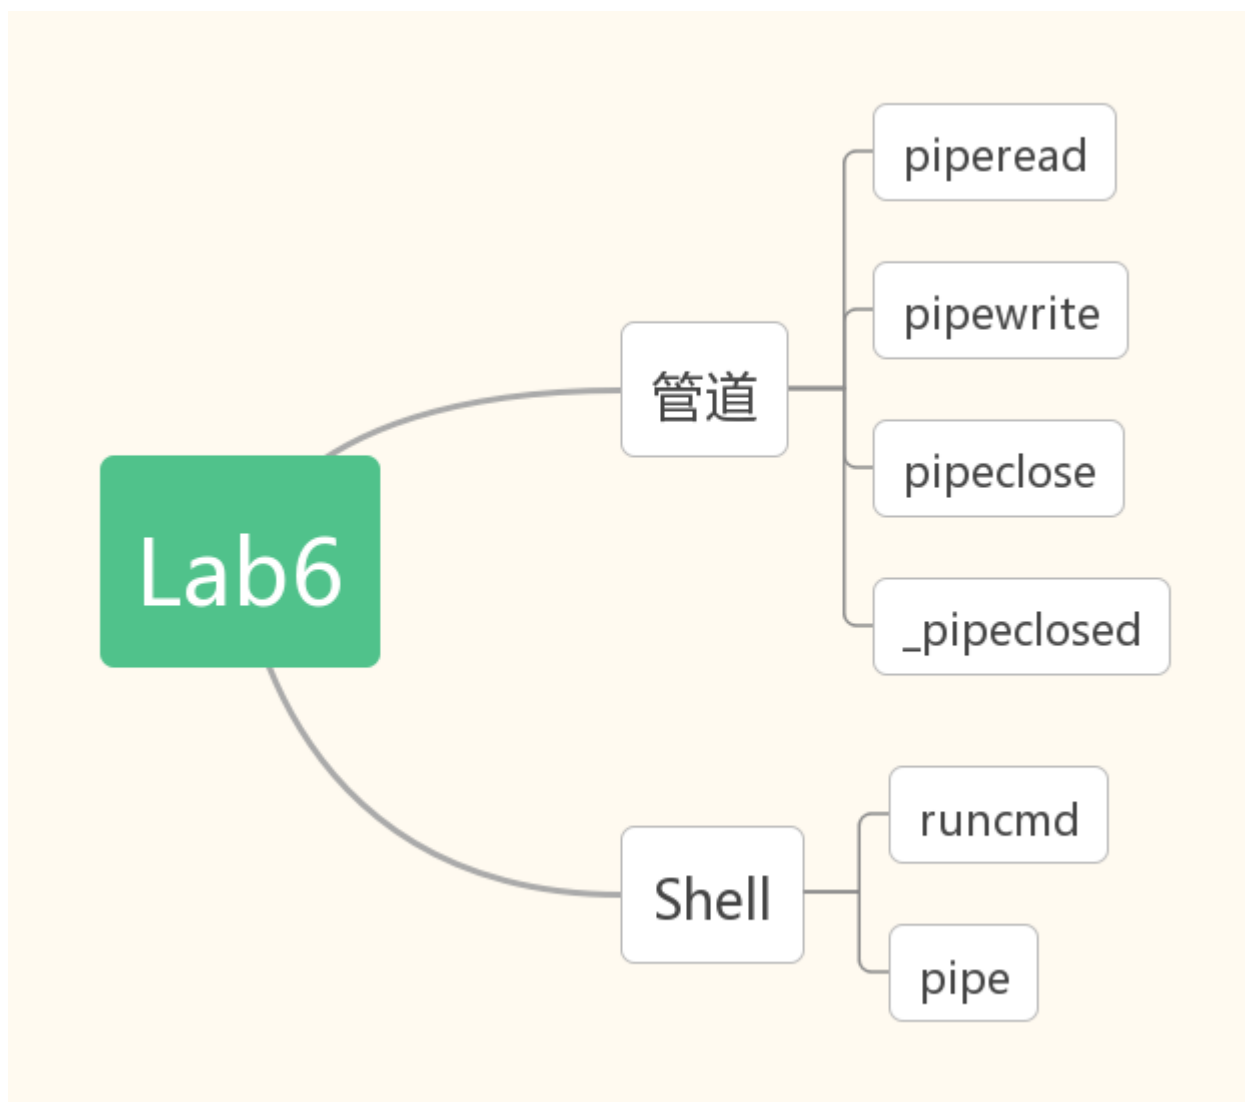 Lab6
管道
piperead
pipewrite
pipeclose
_pipeclosed
Shell
runcmd
pipe